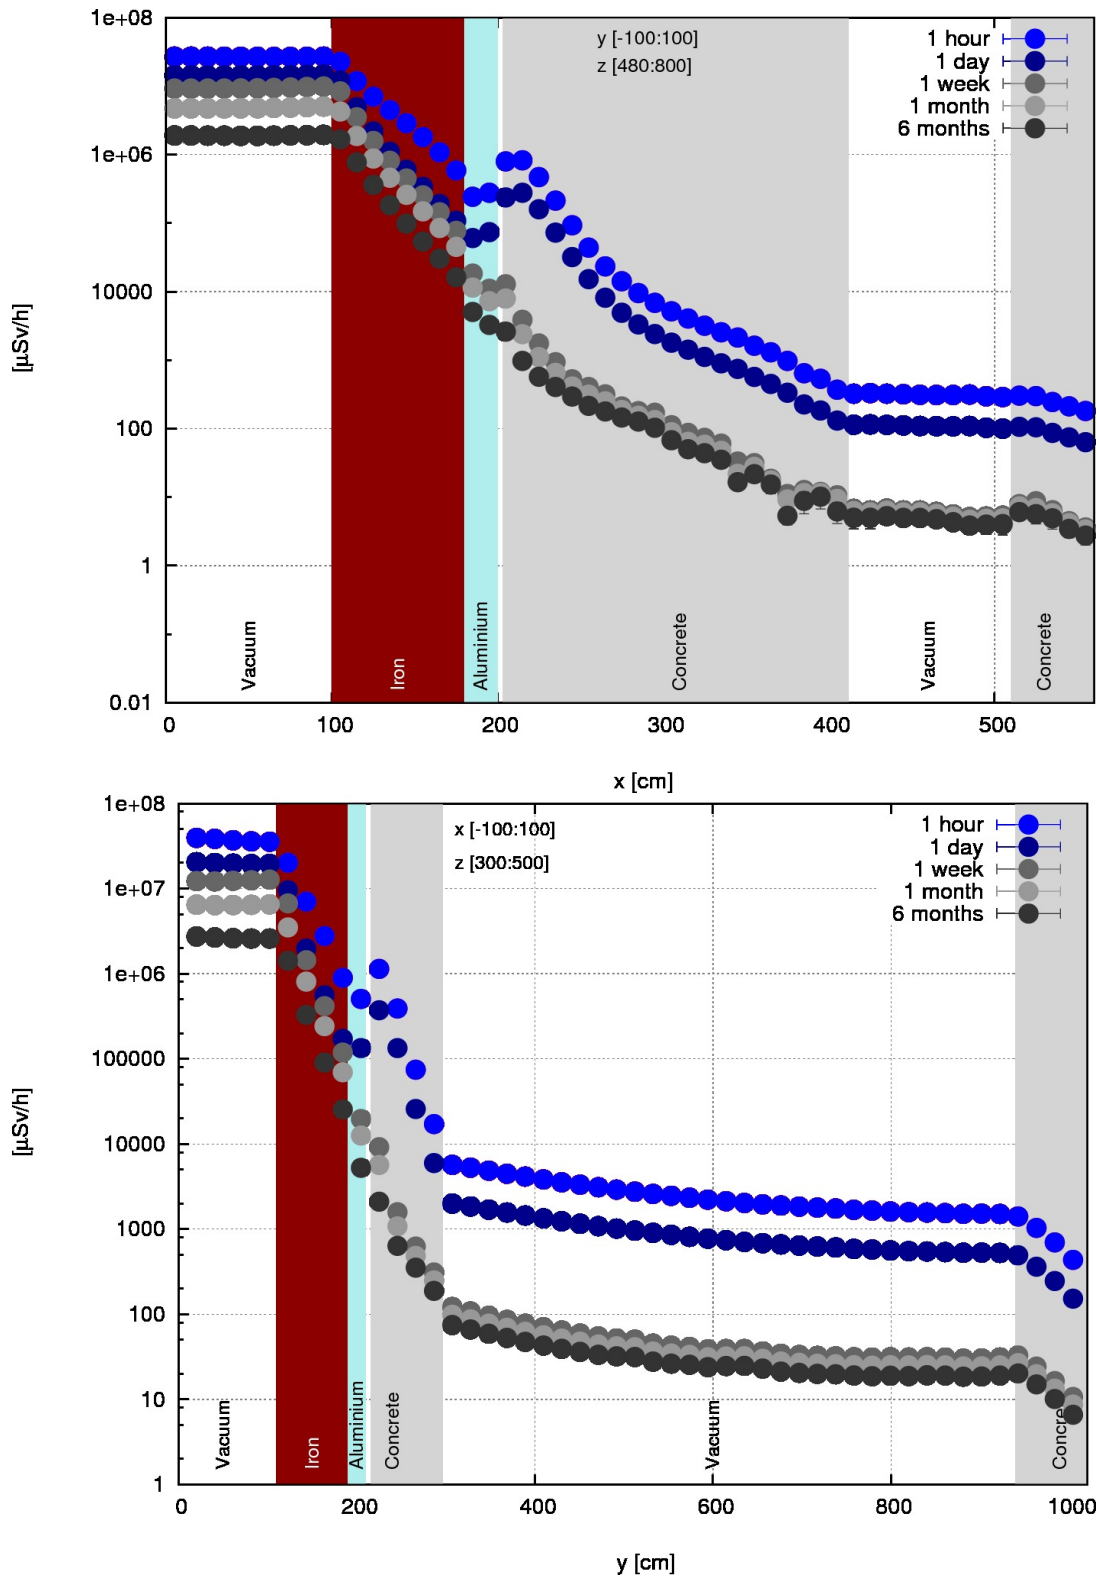 1e+08
1e+06
10000
100
1
0.01
[µSv/h]
y [-100:100]
z [480:800]
1 hour
1 day
1 week
1 month
6 months
Vacuum
Iron
Aluminium
Concrete
Vacuum
Concrete
0 100 200 300 400 500
x [cm]
1e+08
1e+07
1e+06
100000
10000
1000
100
10
1
[µSv/h]
x [-100:100]
z [300:500]
1 hour
1 day
1 week
1 month
6 months
Vacuum
Iron
Aluminium
Concrete
Vacuum
Concrete
0 200 400 600 800 1000
y [cm]